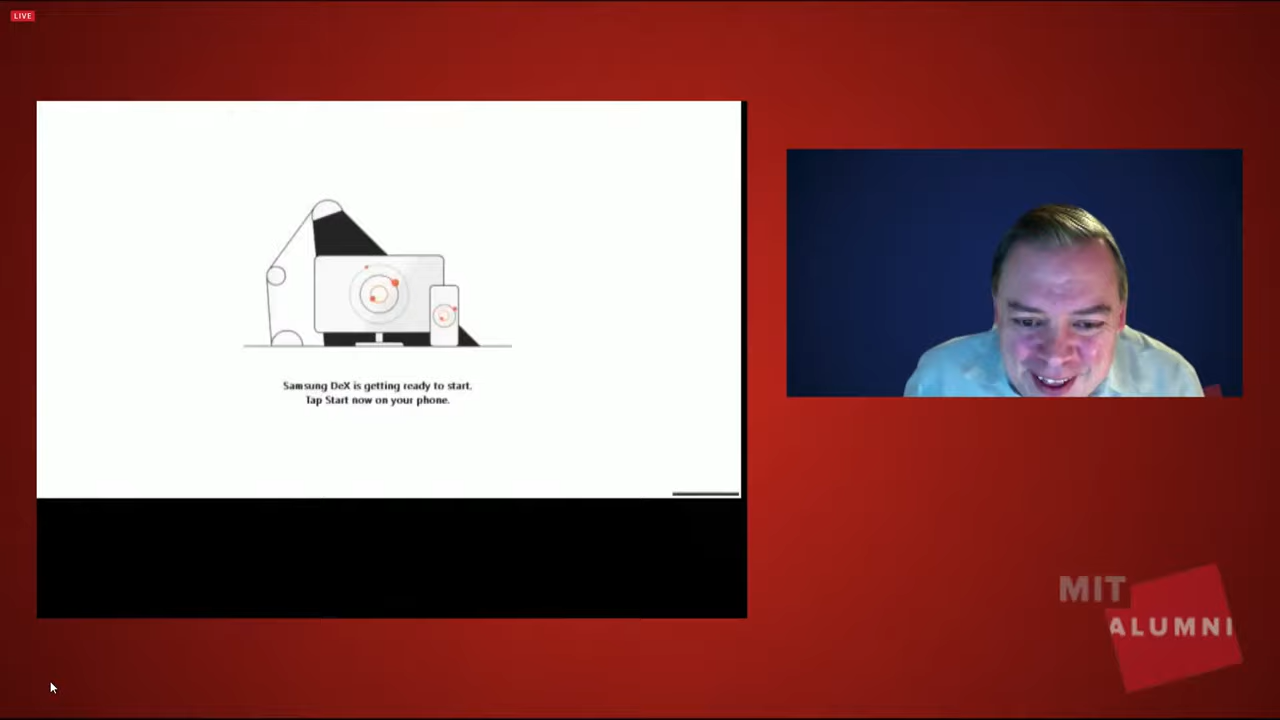 LIVE
Samsung DeX is getting ready to start.
Tap Start now on your phone.
MIT
ALUMNI